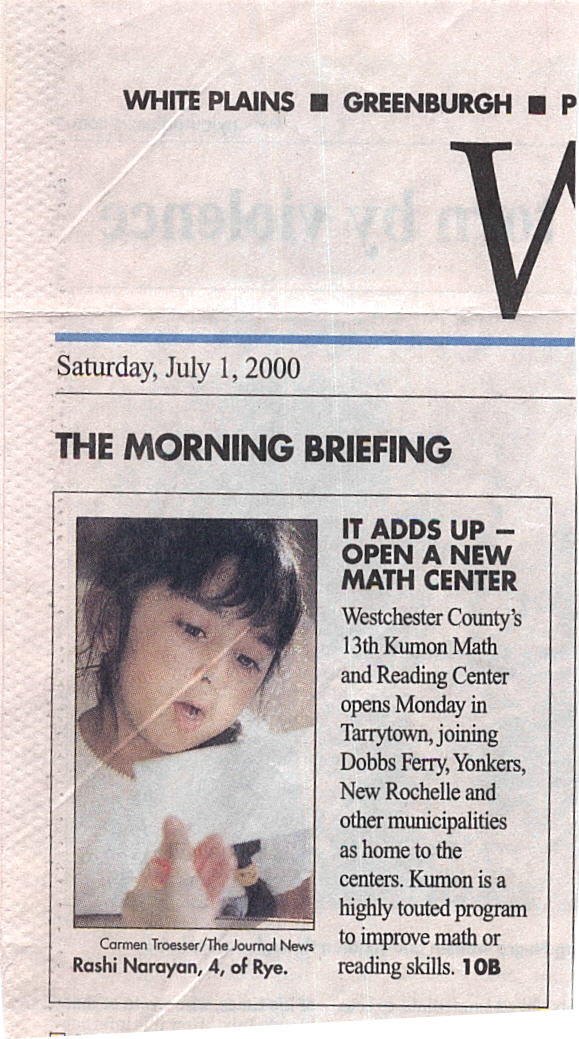 WHITE PLAINS ■ GREENBURGH ■ P
W
Saturday, July 1, 2000
THE MORNING BRIEFING
IT ADDS UP –
OPEN A NEW
MATH CENTER
Westchester County's
13th Kumon Math
and Reading Center
opens Monday in
Tarrytown, joining
Dobbs Ferry, Yonkers,
New Rochelle and
other municipalities
as home to the
centers. Kumon is a
highly touted program
to improve math or
reading skills. 10B
Carmen Troesser/The Journal News
Rashi Narayan, 4, of Rye.